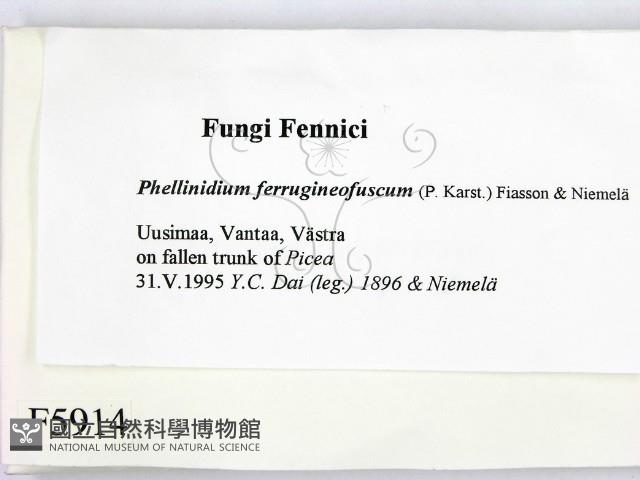 Fungi Fennici
Phellinidium ferrugineofuscum (P. Karst.) Fiasson & Niemelä
Uusimaa, Vantaa, Västra
on fallen trunk of Picea
31.V.1995 Y.C. Dai (leg.) 1896 & Niemelä
F5914
國立自然科學博物館
NATIONAL MUSEUM OF NATURAL SCIENCE